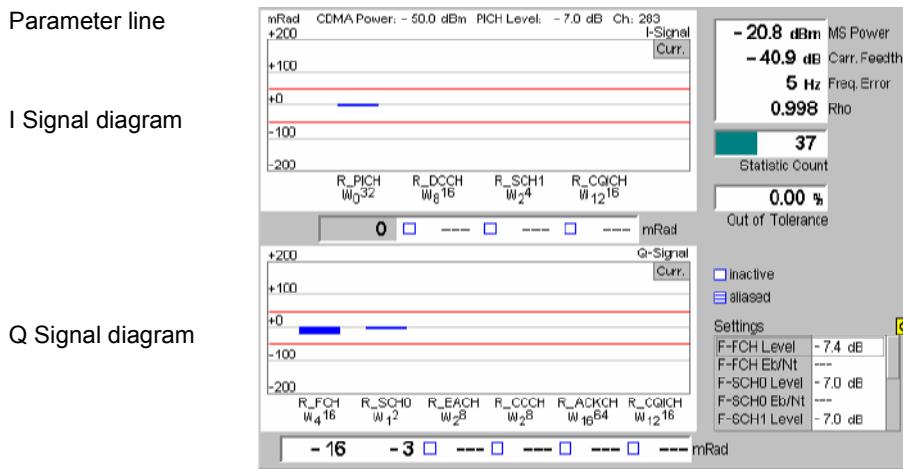 Parameter line
I Signal diagram
Q Signal diagram
mRad CDMA Power: - 50.0 dBm PICH Level: - 7.0 dB Ch: 283
+200
I-Signal
Curr.
+100
+0
-100
-200
R_PICH R_DCCH R_SCH1 R_CQICH
W0 32 W8 16 W2 4 W12 16
0 --- --- --- mRad
+200
Q-Signal
Curr.
+100
+0
-100
-200
R_FCH R_SCH0 R_EACH R_CCCH R_ACKCH R_CQICH
W4 16 W1 2 W2 8 W2 8 W16 64 W12 16
- 16 - 3 --- --- --- --- mRad
- 20.8 dBm MS Power
- 40.9 dB Carr. Feedth
5 Hz Freq. Error
0.998 Rho
37
Statistic Count
0.00 %
Out of Tolerance
inactive
aliased
Settings
F-FCH Level - 7.4 dB
F-FCH Eb/Nt ---
F-SCH0 Level - 7.0 dB
F-SCH0 Eb/Nt ---
F-SCH1 Level - 7.0 dB